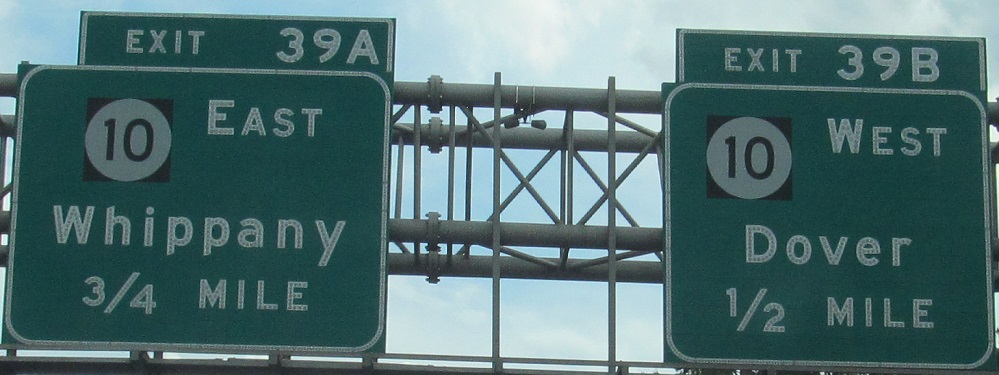 EXIT 39A
10 EAST
Whippany
3/4 MILE
EXIT 39B
10 WEST
Dover
1/2 MILE